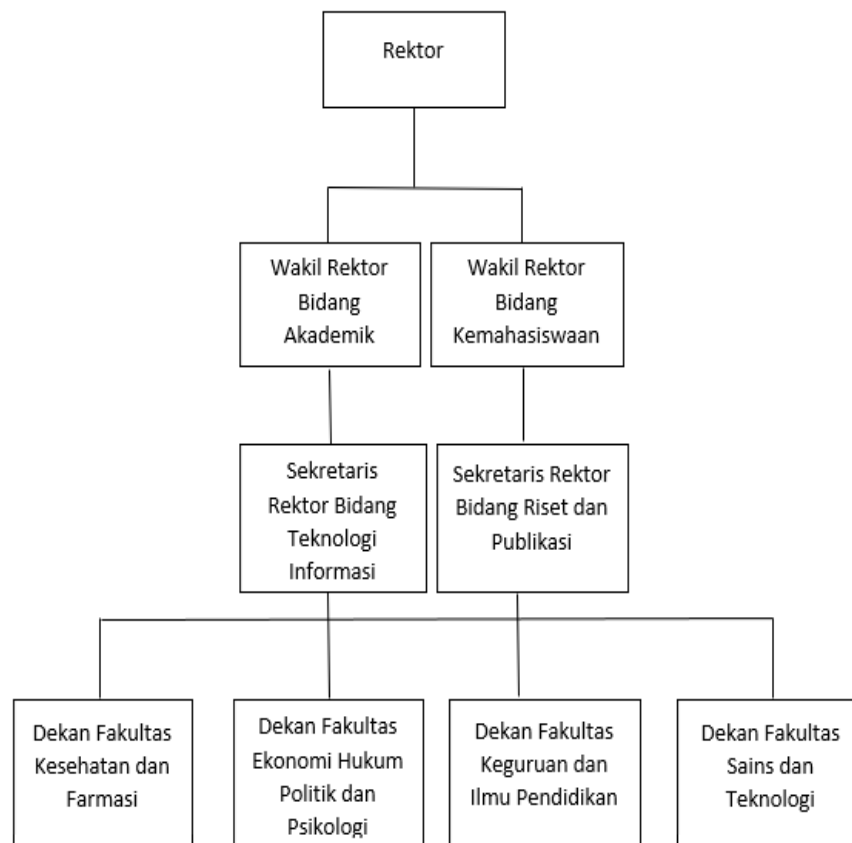 Rektor
Wakil Rektor
Bidang
Akademik
Wakil Rektor
Bidang
Kemahasiswaan
Sekretaris
Rektor Bidang
Teknologi
Informasi
Sekretaris Rektor
Bidang Riset dan
Publikasi
Dekan Fakultas
Kesehatan dan
Farmasi
Dekan Fakultas
Ekonomi Hukum
Politik dan
Psikologi
Dekan Fakultas
Keguruan dan
Ilmu Pendidikan
Dekan Fakultas
Sains dan
Teknologi